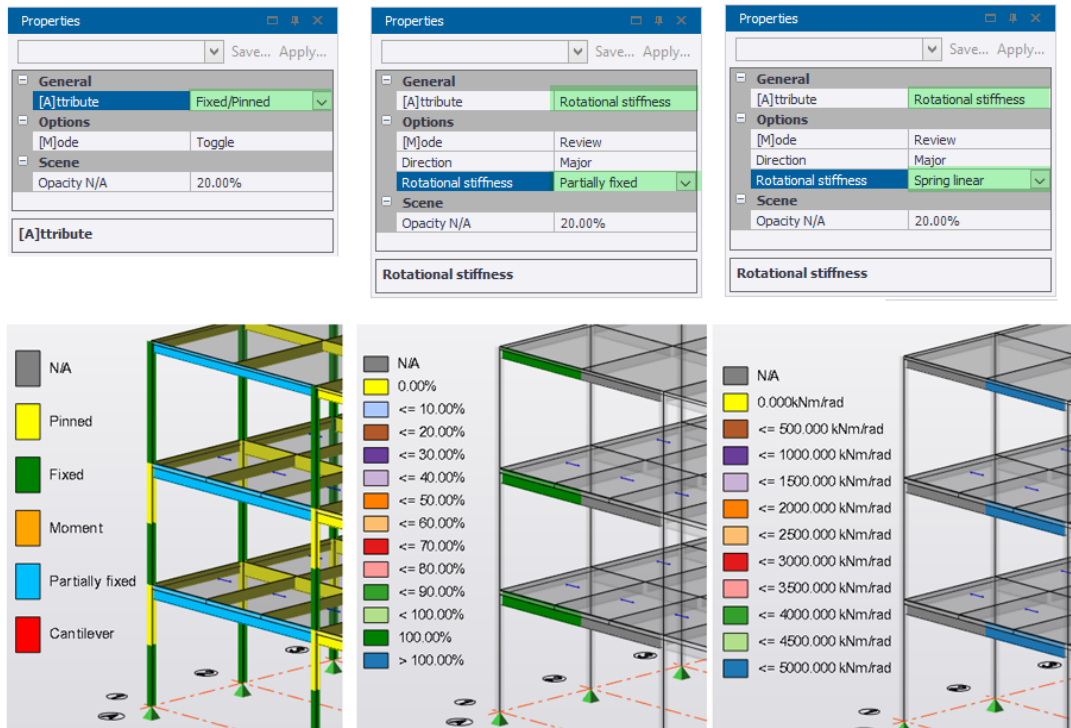 Properties
Save... Apply...
General
[A]ttribute Fixed/Pinned
Options
[M]ode Toggle
Scene
Opacity N/A 20.00%
[A]ttribute
Properties
Save... Apply...
General
[A]ttribute Rotational stiffness
Options
[M]ode Review
Direction Major
Rotational stiffness Partially fixed
Scene
Opacity N/A 20.00%
Rotational stiffness
Properties
Save... Apply...
General
[A]ttribute Rotational stiffness
Options
[M]ode Review
Direction Major
Rotational stiffness Spring linear
Scene
Opacity N/A 20.00%
Rotational stiffness
N/A
Pinned
Fixed
Moment
Partially fixed
Cantilever
N/A
0.00%
<= 10.00%
<= 20.00%
<= 30.00%
<= 40.00%
<= 50.00%
<= 60.00%
<= 70.00%
<= 80.00%
<= 90.00%
< 100.00%
100.00%
> 100.00%
N/A
0.000kNm/rad
<= 500.000 kNm/rad
<= 1000.000 kNm/rad
<= 1500.000 kNm/rad
<= 2000.000 kNm/rad
<= 2500.000 kNm/rad
<= 3000.000 kNm/rad
<= 3500.000 kNm/rad
<= 4000.000 kNm/rad
<= 4500.000 kNm/rad
<= 5000.000 kNm/rad